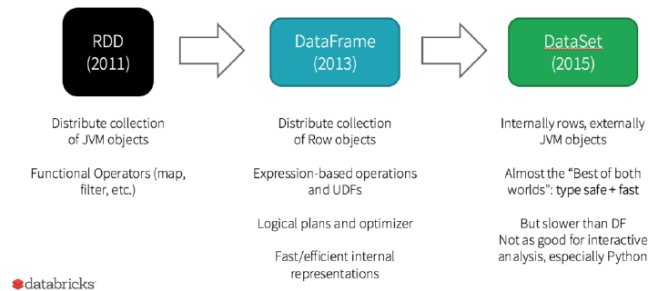 RDD
(2011)
DataFrame
(2013)
DataSet
(2015)
Distribute collection
of JVM objects
Functional Operators (map,
filter, etc.)
Distribute collection
of Row objects
Expression-based operations
and UDFs
Logical plans and optimizer
Fast/efficient internal
representations
Internally rows, externally
JVM objects
Almost the “Best of both
worlds”: type safe + fast
But slower than DF
Not as good for interactive
analysis, especially Python
databricks